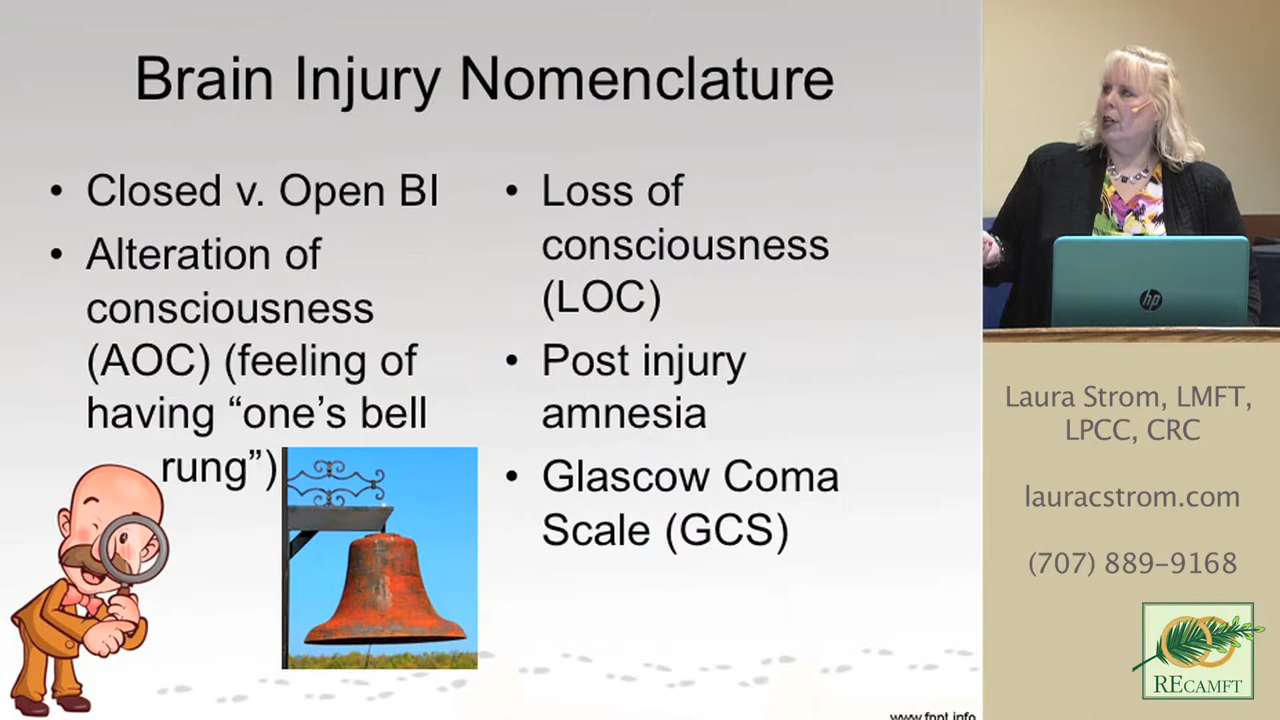 Brain Injury Nomenclature
• Closed v. Open BI
• Alteration of
consciousness
(AOC) (feeling of
having “one’s bell
rung”)
• Loss of
consciousness
(LOC)
• Post injury
amnesia
• Glascow Coma
Scale (GCS)
www.fppt.info
hp
Laura Strom, LMFT,
LPCC, CRC
lauracstrom.com
(707) 889-9168
RECAMFT